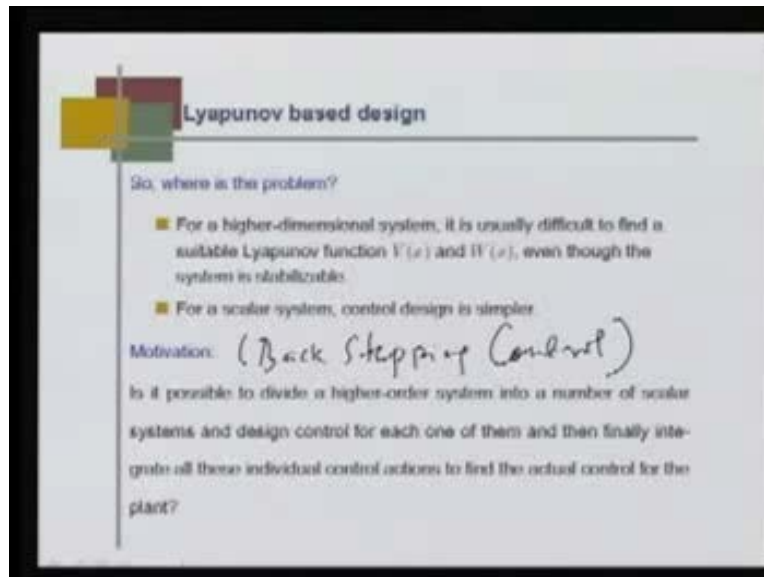 Lyapunov based design
So, where is the problem?
For a higher-dimensional system, it is usually difficult to find a
suitable Lyapunov function V(x) and W(x), even though the
system is stabilizable.
For a scalar system, control design is simpler.
Motivation: (Back Stepping Control)
Is it possible to divide a higher-order system into a number of scalar
systems and design control for each one of them and then finally inte-
grate all these individual control actions to find the actual control for the
plant?